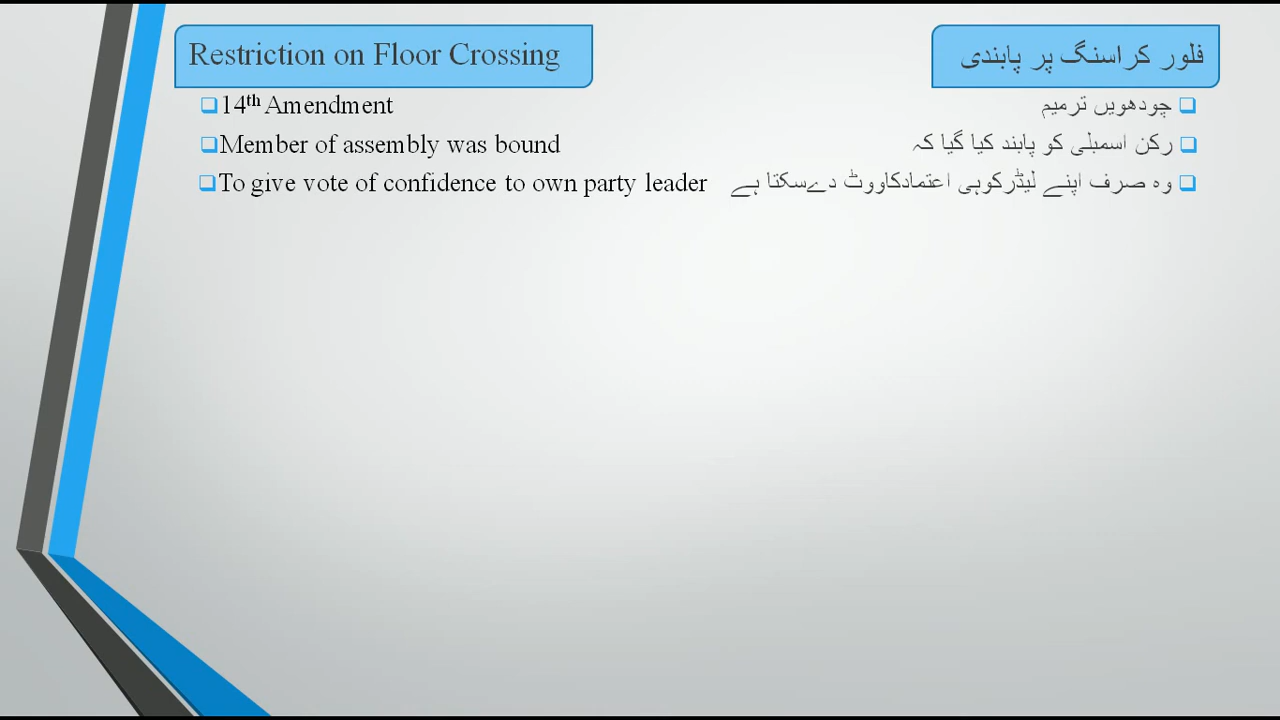 Restriction on Floor Crossing
فلور کراسنگ پر پابندی
14th Amendment
چودھویں ترمیم
Member of assembly was bound
رکن اسمبلی کو پابند کیا گیا کہ
To give vote of confidence to own party leader
وہ صرف اپنے لیڈرکوہی اعتمادکاووٹ دےسکتا ہے